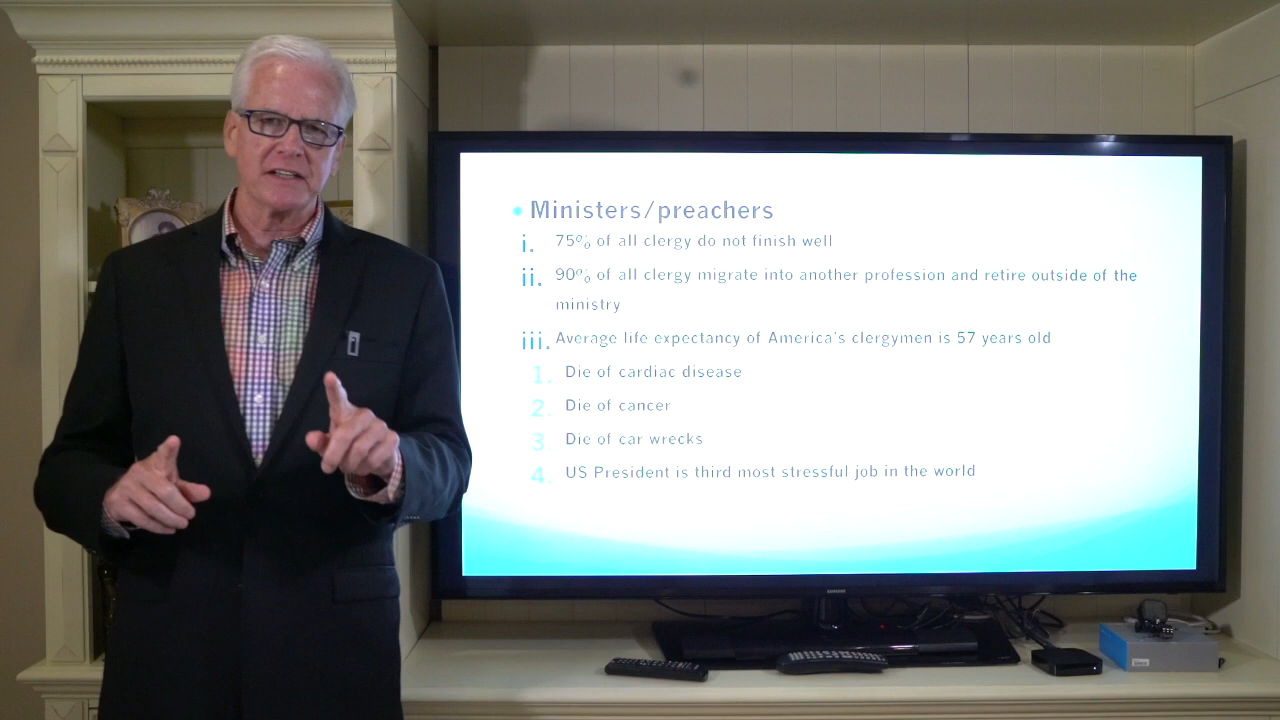 • Ministers/preachers
i. 75% of all clergy do not finish well
ii. 90% of all clergy migrate into another profession and retire outside of the
ministry
iii. Average life expectancy of America's clergymen is 57 years old
1. Die of cardiac disease
2. Die of cancer
3. Die of car wrecks
4. US President is third most stressful job in the world
SAMSUNG